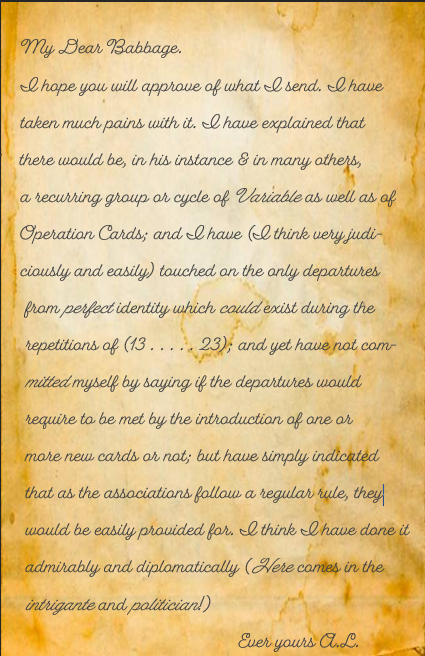 My Dear Babbage.
I hope you will approve of what I send. I have
taken much pains with it. I have explained that
there would be, in his instance & in many others,
a recurring group or cycle of Variable as well as of
Operation Cards; and I have (I think very judi-
ciously and easily) touched on the only departures
from perfect identity which could exist during the
repetitions of (13 . . . . . 23); and yet have not com-
mitted myself by saying if the departures would
require to be met by the introduction of one or
more new cards or not; but have simply indicated
that as the associations follow a regular rule, they
would be easily provided for. I think I have done it
admirably and diplomatically (Here comes in the
intrigante and politician!)
Ever yours A.L.